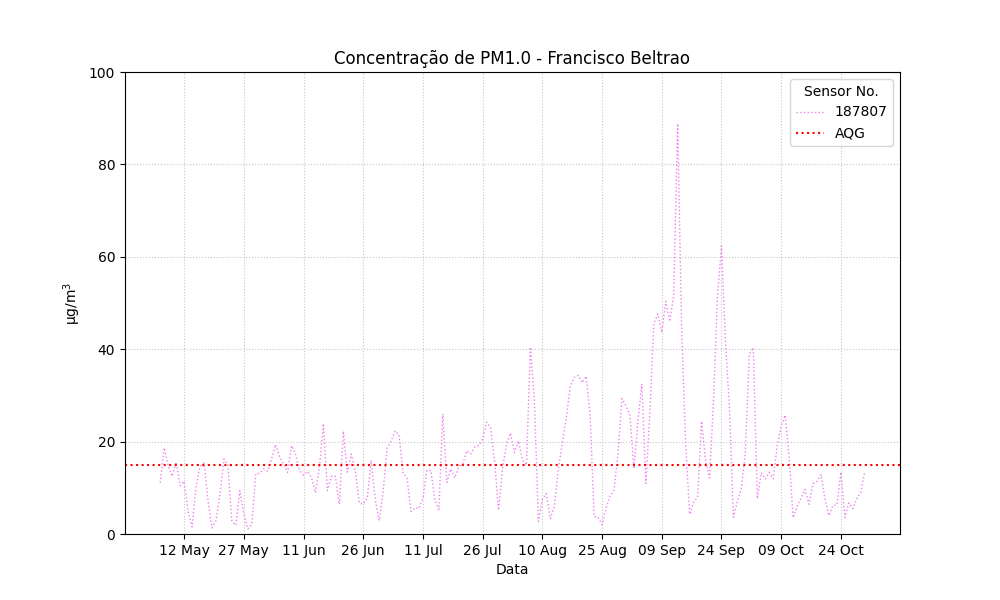 Concentração de PM1.0 - Francisco Beltrao
100
80
60
40
20
0
µg/m³
Sensor No.
187807
AQG
12 May 27 May 11 Jun 26 Jun 11 Jul 26 Jul 10 Aug 25 Aug 09 Sep 24 Sep 09 Oct 24 Oct
Data